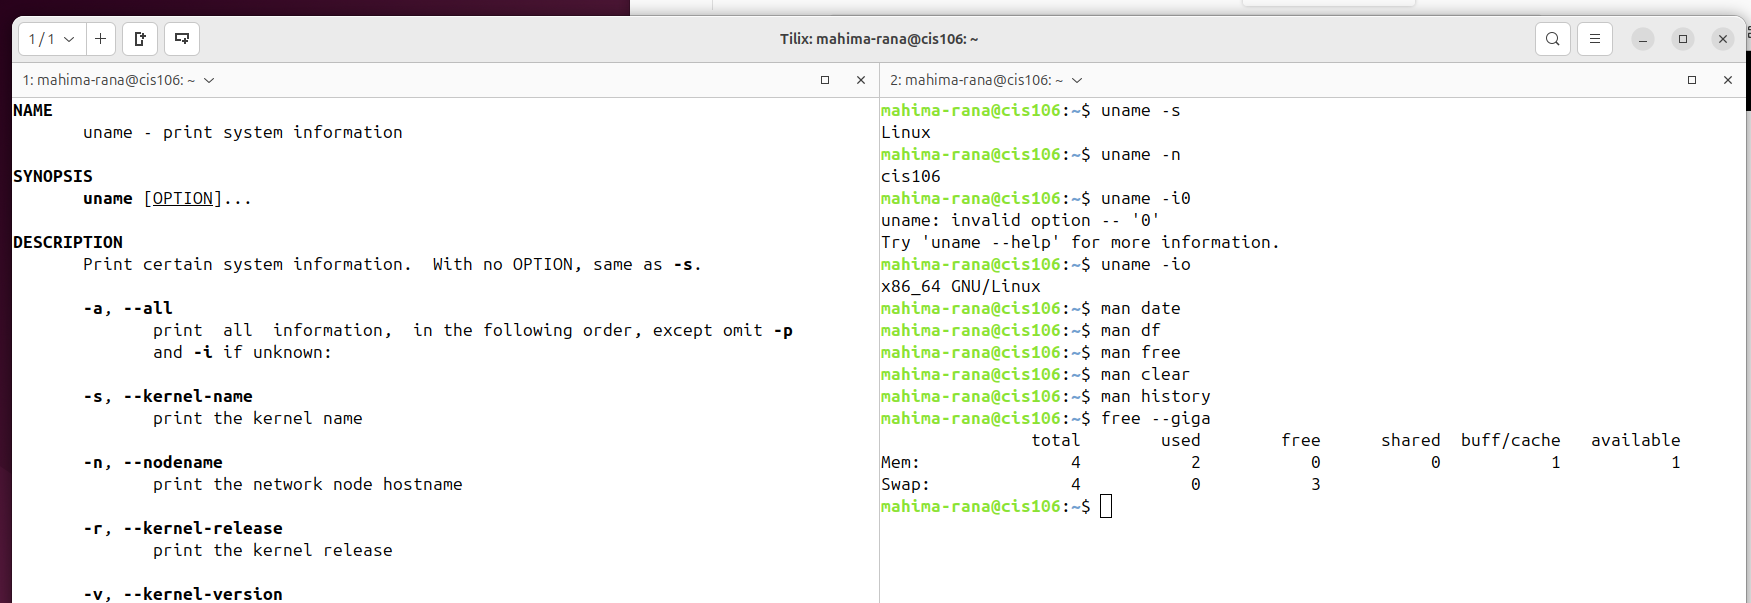 1 / 1
Tilix: mahima-rana@cis106: ~
1: mahima-rana@cis106: ~
NAME
uname - print system information
SYNOPSIS
uname [OPTION]...
DESCRIPTION
Print certain system information.  With no OPTION, same as -s.
-a, --all
print  all  information,  in the following order, except omit -p
and -i if unknown:
-s, --kernel-name
print the kernel name
-n, --nodename
print the network node hostname
-r, --kernel-release
print the kernel release
-v, --kernel-version
2: mahima-rana@cis106: ~
mahima-rana@cis106:~$ uname -s
Linux
mahima-rana@cis106:~$ uname -n
cis106
mahima-rana@cis106:~$ uname -i0
uname: invalid option -- '0'
Try 'uname --help' for more information.
mahima-rana@cis106:~$ uname -io
x86_64 GNU/Linux
mahima-rana@cis106:~$ man date
mahima-rana@cis106:~$ man df
mahima-rana@cis106:~$ man free
mahima-rana@cis106:~$ man clear
mahima-rana@cis106:~$ man history
mahima-rana@cis106:~$ free --giga
total        used        free      shared  buff/cache   available
Mem:               4           2           0           0           1           1
Swap:              4           0           3
mahima-rana@cis106:~$